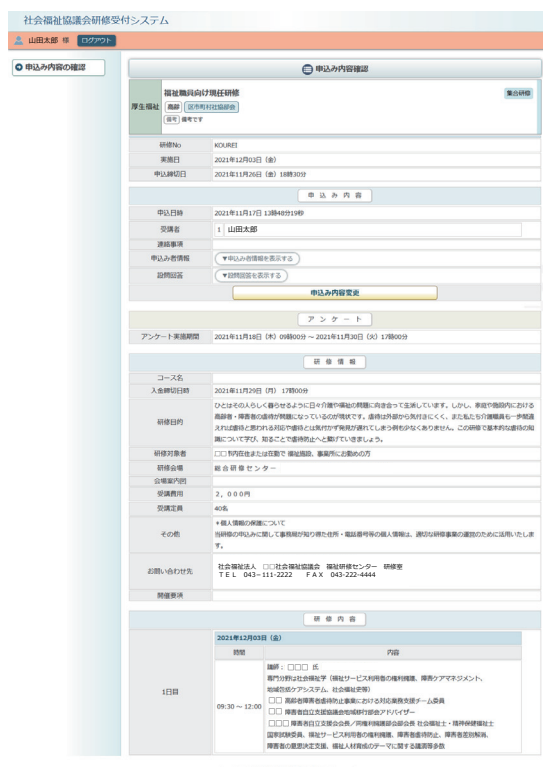 社会福祉協議会研修受付システム
山田太郎 様 ログアウト
申込み内容の確認
申込み内容確認
厚生福祉
福祉職員向け現任研修
集合研修
高齢 区市町村社協部会
備考 備考です
研修No KOUREI
実施日 2021年12月03日（金）
申込締切日 2021年11月26日（金）18時30分
申 込 み 内 容
申込日時 2021年11月17日 13時48分19秒
受講者 1 山田太郎
連絡事項
申込み者情報 ▼申込み者情報を表示する
設問回答 ▼設問回答を表示する
申込み内容変更
ア ン ケ ー ト
アンケート実施期間 2021年11月18日（木）09時00分 ～ 2021年11月30日（火）17時00分
研 修 情 報
コース名
入金締切日時 2021年11月29日（月） 17時00分
研修目的
ひとはその人らしく暮らせるように日々介護や福祉の問題に向き合って生活しています。しかし、家庭や施設内における
高齢者・障害者の虐待が問題になっているのが現状です。虐待は外部から気付きにくく、また私たち介護職員も一歩間違
えれば虐待と思われる対応や虐待とは気付かず発見が遅れてしまう例も少なくありません。この研修で基本的な虐待の知
識について学び、知ることで虐待防止へと繋げていきましょう。
研修対象者 □□市内在住または在勤で 福祉施設、事業所にお勤めの方
研修会場 総合研修センター
会場案内図
受講費用 2，000円
受講定員 40名
その他
＊個人情報の保護について
当研修の申込みに関して事務局が知り得た住所・電話番号等の個人情報は、適切な研修事業の運営のために活用いたしま
す。
お問い合わせ先
社会福祉法人 □□社会福祉協議会 福祉研修センター 研修室
ＴＥＬ 043－111-2222 ＦＡＸ 043-222-4444
開催要項
研 修 内 容
1日目
2021年12月03日（金）
時間 内容
09:30 ～ 12:00
講師：□□□ 氏
専門分野は社会福祉学（福祉サービス利用者の権利擁護、障害ケアマネジメント、
地域包括ケアシステム、社会福祉史等）
□□ 高齢者障害者虐待防止事業における対応業務支援チーム委員
□□ 障害者自立支援協議会地域移行部会アドバイザー
□□□障害者自立支援会会長／同権利擁護部会部会長 社会福祉士・精神保健福祉士
国家試験委員、福祉サービス利用者の権利擁護、障害者虐待防止、障害者差別解消、
障害者の意思決定支援、福祉人材育成のテーマに関する講演等多数